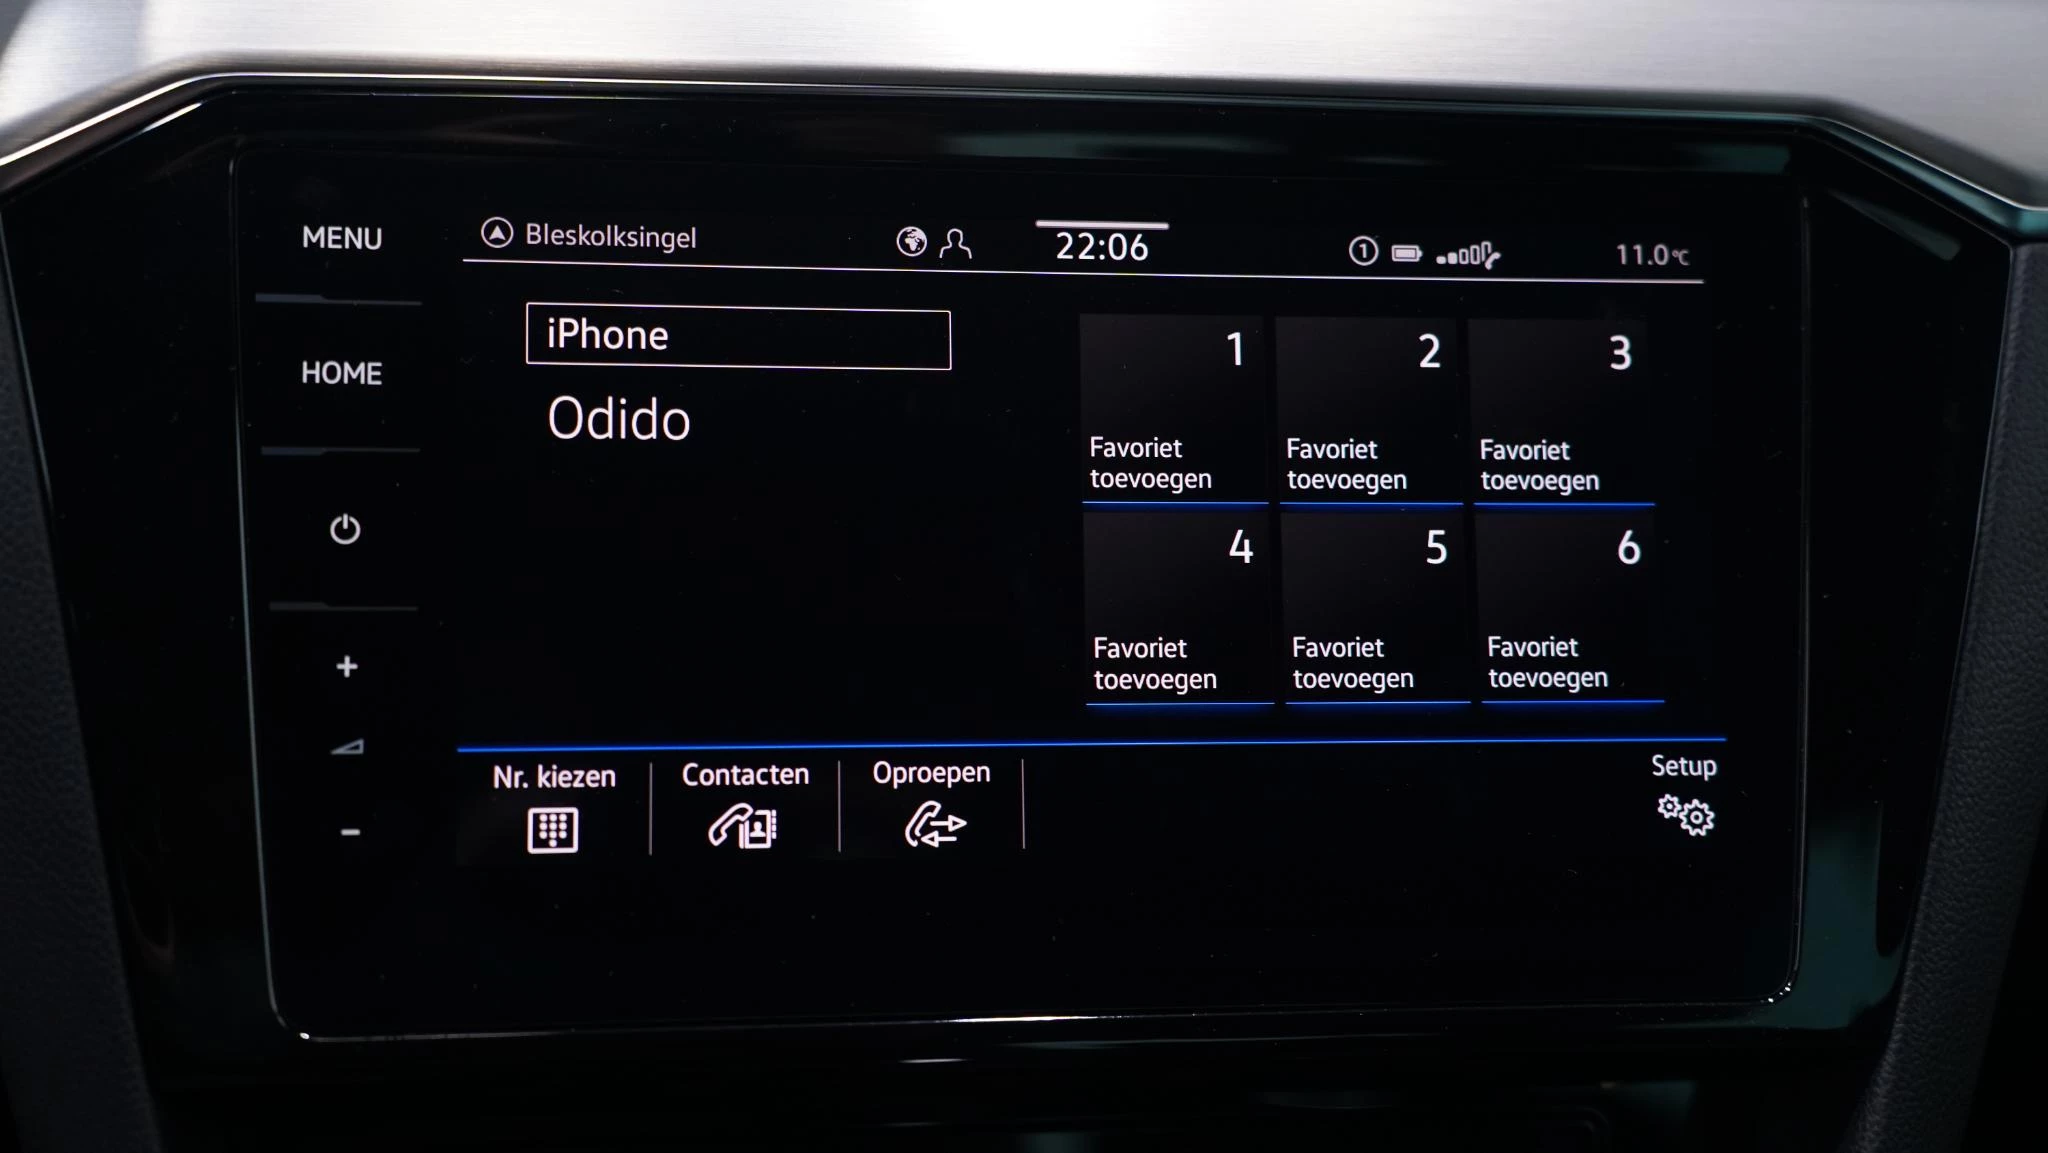 MENU
HOME
Bleskolksingel
22:06
1
11.0°C
iPhone
Odido
1
Favoriet
toevoegen
2
Favoriet
toevoegen
3
Favoriet
toevoegen
4
Favoriet
toevoegen
5
Favoriet
toevoegen
6
Favoriet
toevoegen
Nr. kiezen
Contacten
Oproepen
Setup